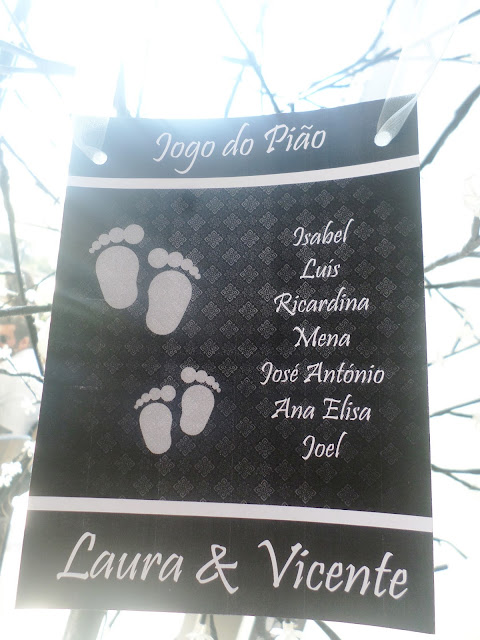 Jogo do Pião
Isabel
Luís
Ricardina
Mena
José António
Ana Elisa
Joel
Laura & Vicente